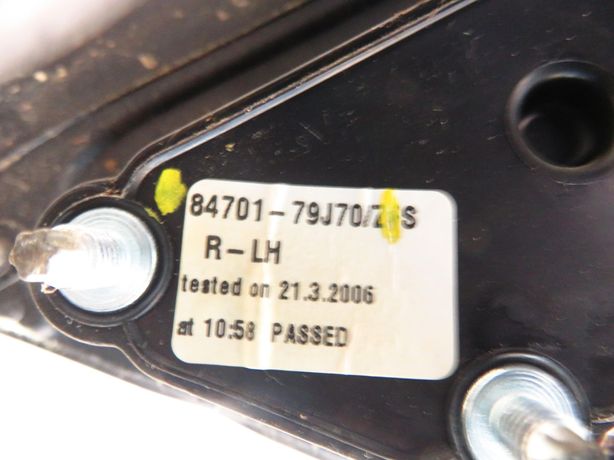 84701-79J70/
R-LH
tested on 21.3.2006
at 10:58 PASSED